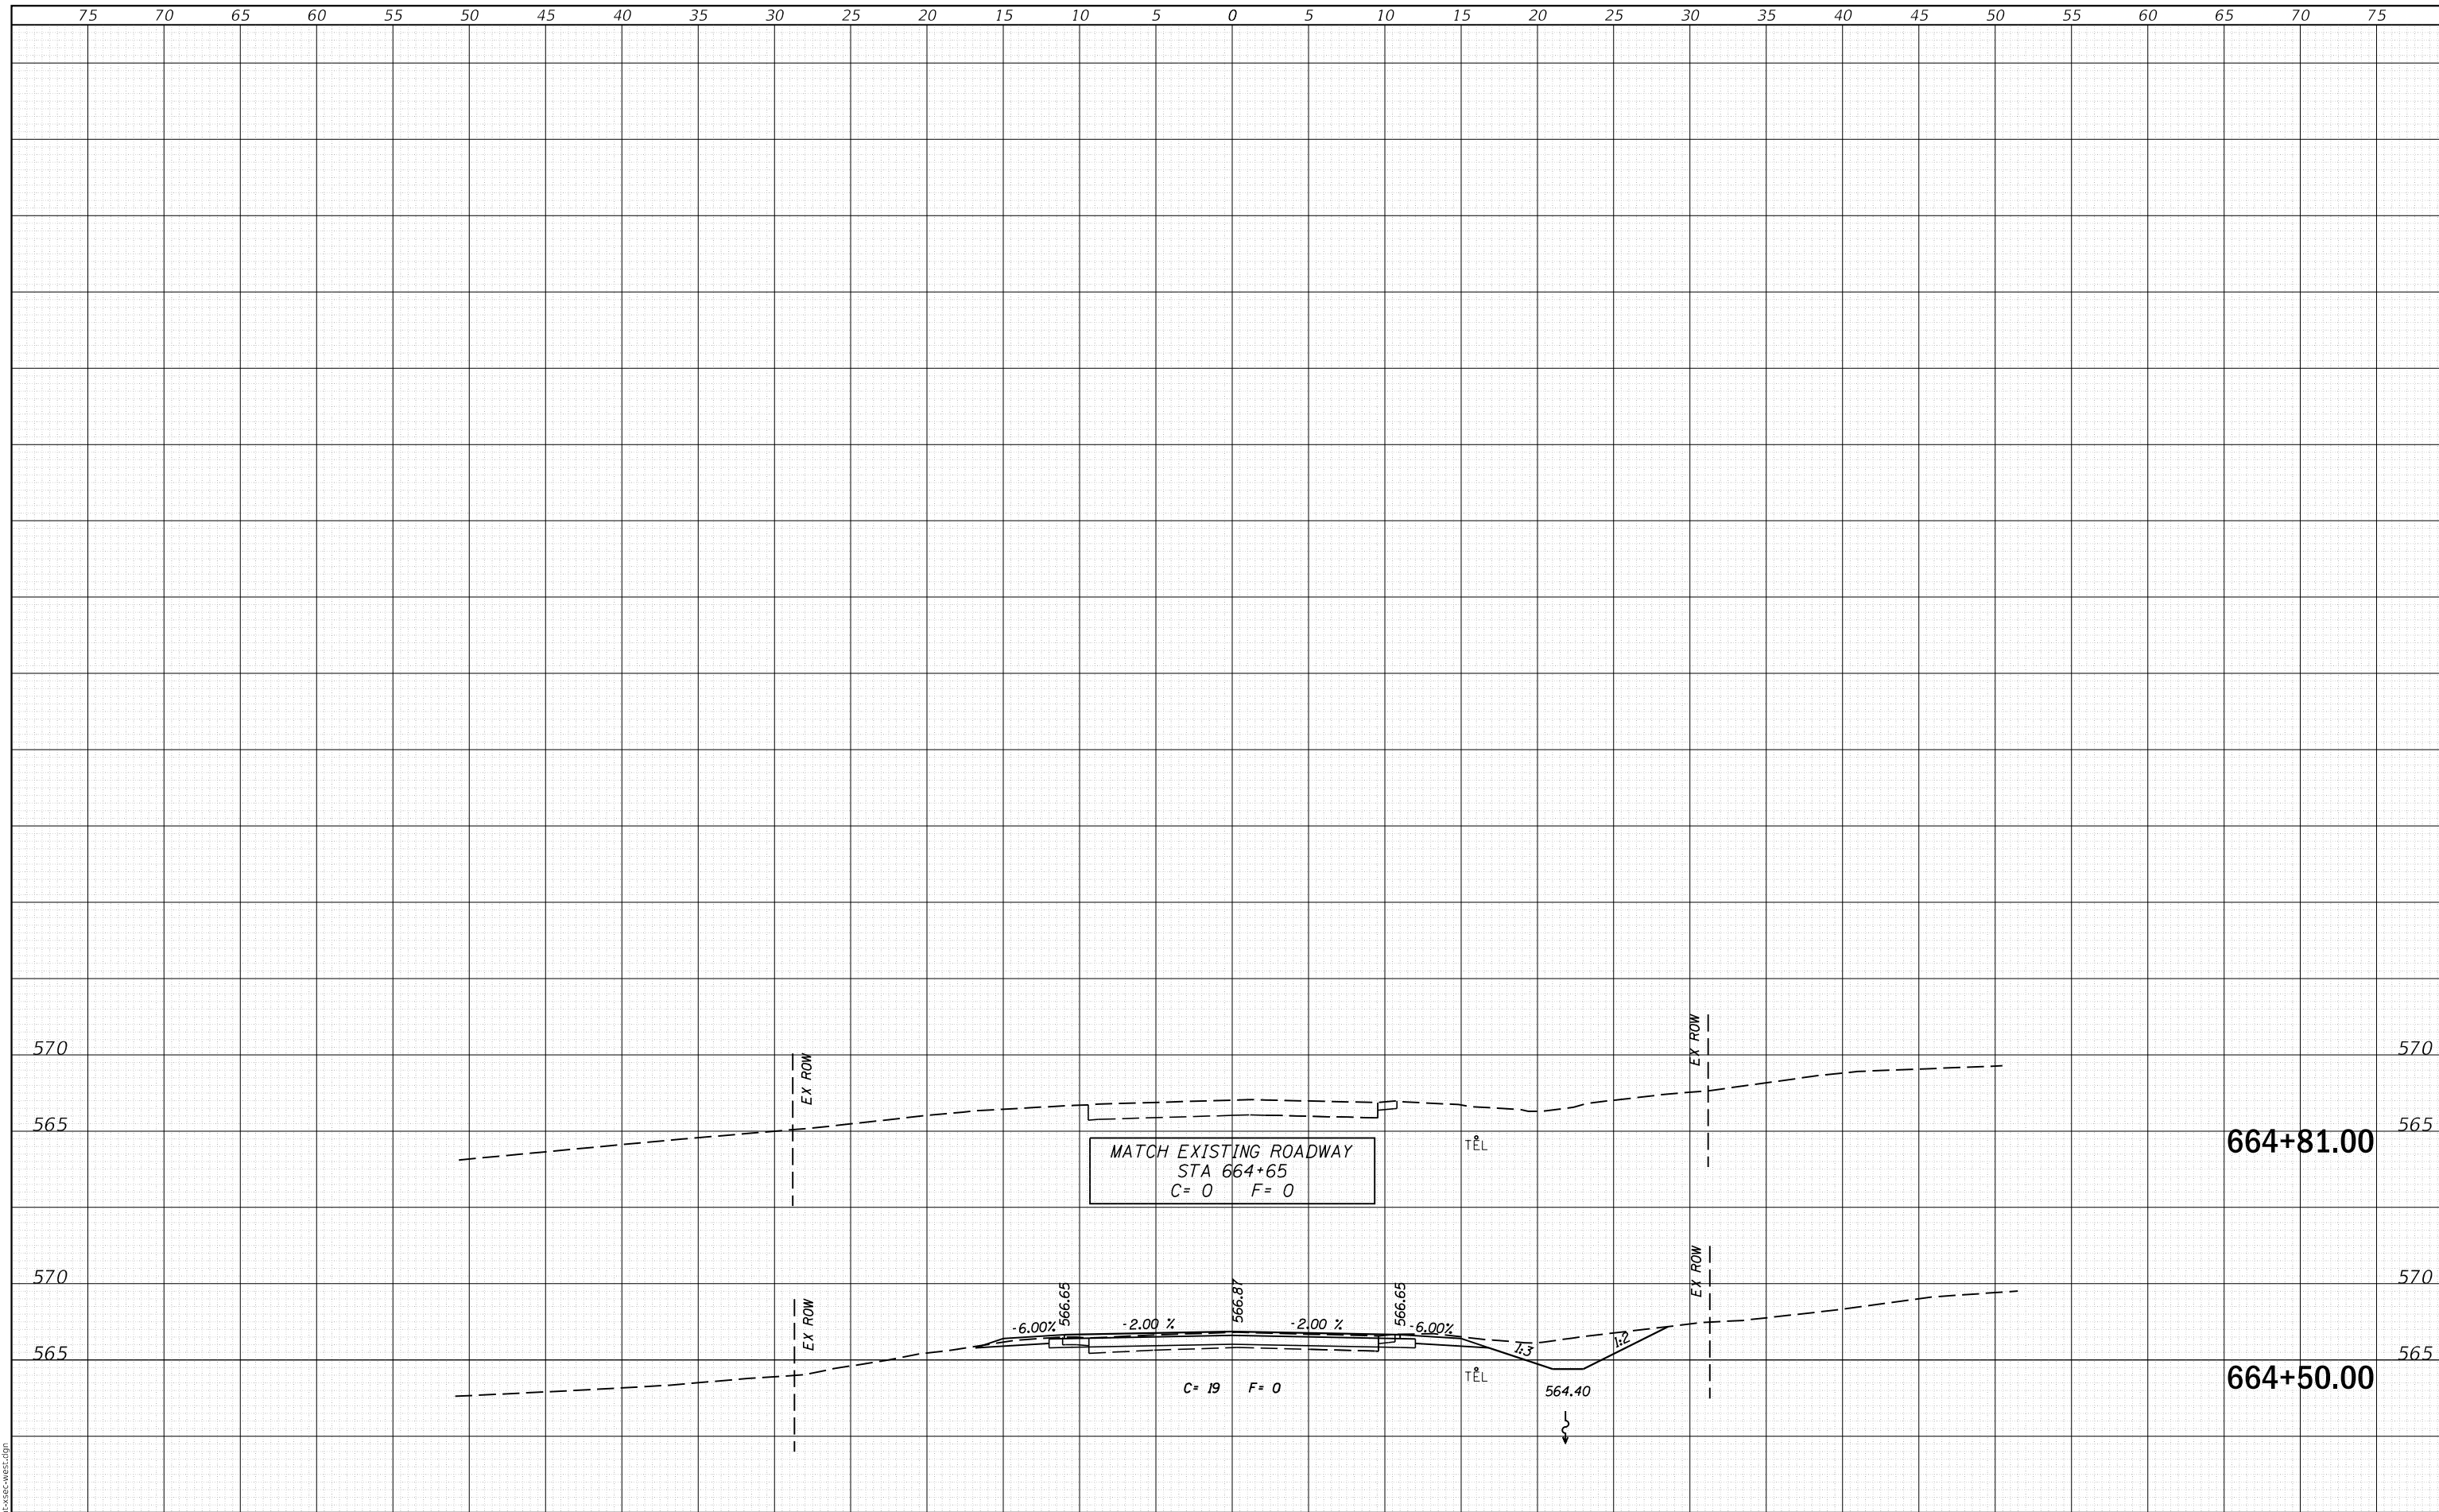 75 70 65 60 55 50 45 40 35 30 25 20 15 10 5 0 5 10 15 20 25 30 35 40 45 50 55 60 65 70 75
EX ROW
570 570
EX ROW
565 565
664+81.00
TEL
MATCH EXISTING ROADWAY
STA 664+65
C= 0 F= 0
EX ROW
570 570
566.65 566.87 566.65
EX ROW
-6.00% -2.00 % -2.00 % -6.00%
1:3 1:2
565 565
TEL
664+50.00
C= 19 F= 0
564.40
t-xsec-west.dgn